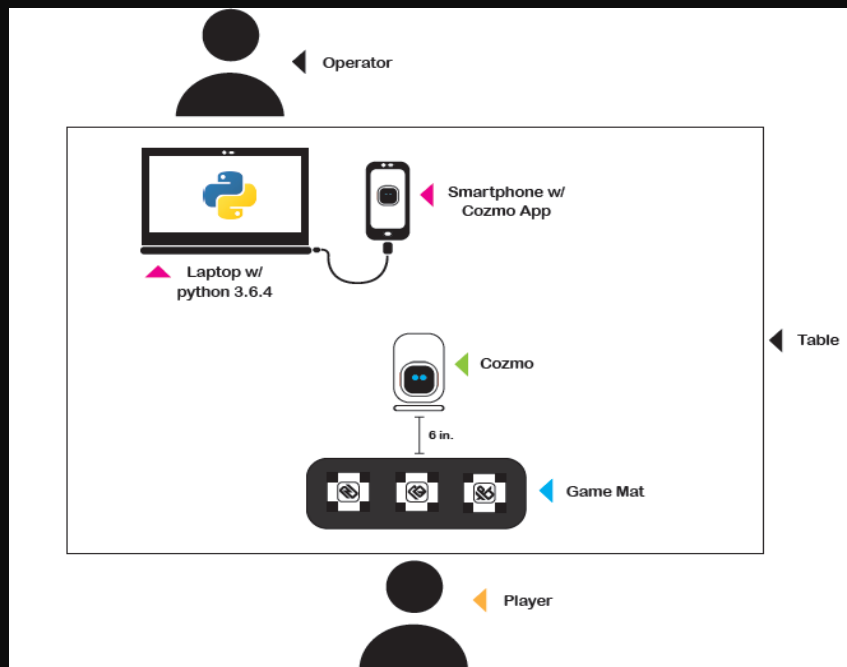 Operator
Smartphone w/
Cozmo App
Laptop w/
python 3.6.4
Table
Cozmo
6 in.
Game Mat
Player